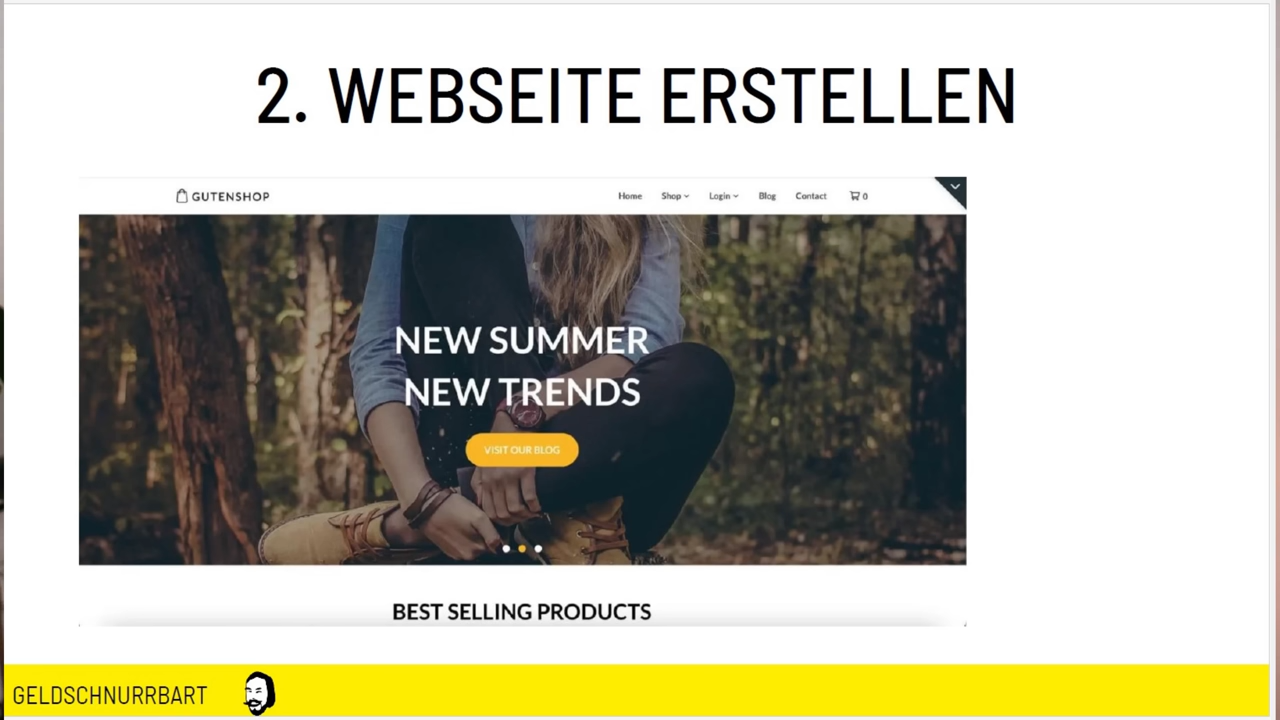 2. WEBSEITE ERSTELLEN
GUTENSHOP
Home Shop Login Blog Contact 0
NEW SUMMER
NEW TRENDS
VISIT OUR BLOG
BEST SELLING PRODUCTS
GELDSCHNURRBART